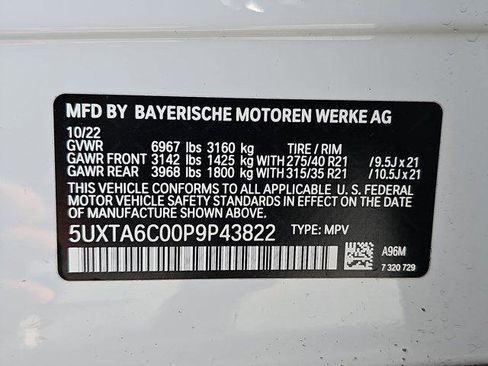 MFD BY BAYERISCHE MOTOREN WERKE AG
10/22
GVWR 6967 lbs 3160 kg TIRE / RIM
GAWR FRONT 3142 lbs 1425 kg WITH 275/40 R21 /9.5J x 21
GAWR REAR 3968 lbs 1800 kg WITH 315/35 R21 /10.5J x 21
THIS VEHICLE CONFORMS TO ALL APPLICABLE U. S. FEDERAL
MOTOR VEHICLE SAFETY STANDARDS IN EFFECT ON THE
DATE OF MANUFACTURE SHOWN ABOVE.
5UXTA6C00P9P43822 TYPE: MPV
A96M
7 320 729